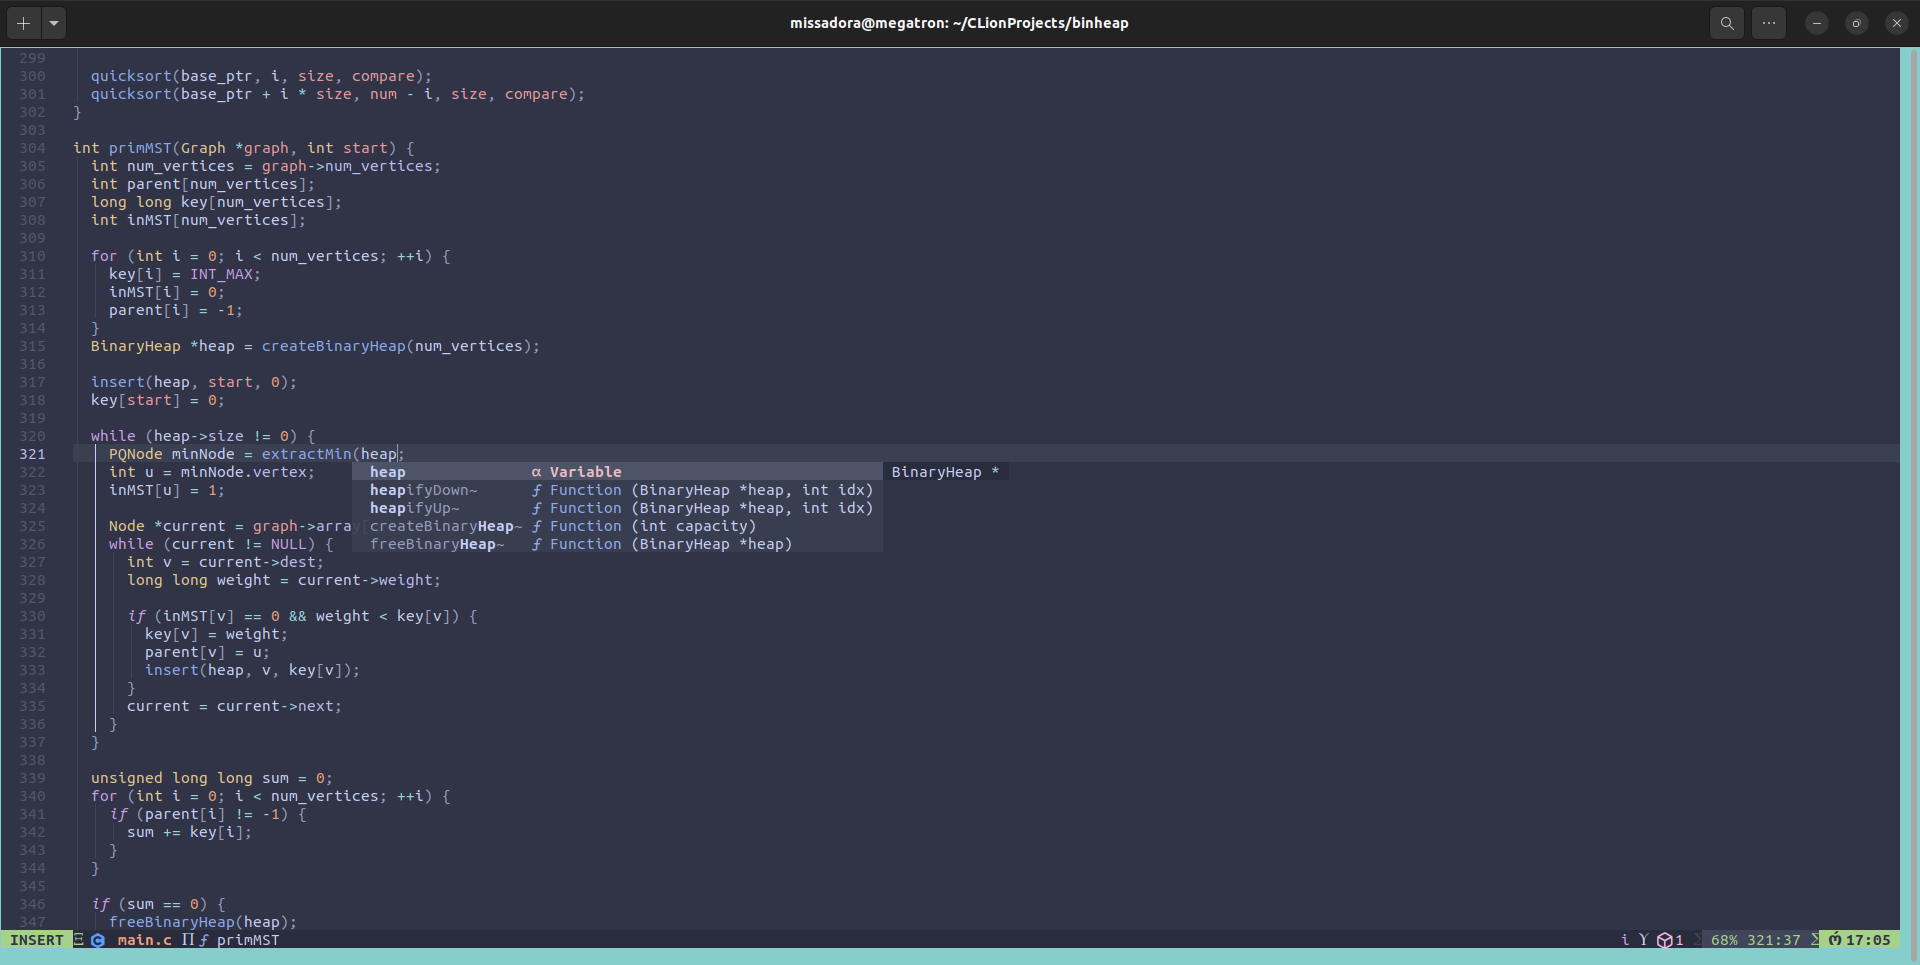 missadora@megatron: ~/CLionProjects/binheap
299
300 quicksort(base_ptr, i, size, compare);
301 quicksort(base_ptr + i * size, num - i, size, compare);
302 }
303
304 int primMST(Graph *graph, int start) {
305 int num_vertices = graph->num_vertices;
306 int parent[num_vertices];
307 long long key[num_vertices];
308 int inMST[num_vertices];
309
310 for (int i = 0; i < num_vertices; ++i) {
311 key[i] = INT_MAX;
312 inMST[i] = 0;
313 parent[i] = -1;
314 }
315 BinaryHeap *heap = createBinaryHeap(num_vertices);
316
317 insert(heap, start, 0);
318 key[start] = 0;
319
320 while (heap->size != 0) {
321 PQNode minNode = extractMin(heap;
322 int u = minNode.vertex; heap α Variable BinaryHeap *
323 inMST[u] = 1; heapifyDown~ ƒ Function (BinaryHeap *heap, int idx)
324 heapifyUp~ ƒ Function (BinaryHeap *heap, int idx)
325 Node *current = graph->array createBinaryHeap~ ƒ Function (int capacity)
326 while (current != NULL) { freeBinaryHeap~ ƒ Function (BinaryHeap *heap)
327 int v = current->dest;
328 long long weight = current->weight;
329
330 if (inMST[v] == 0 && weight < key[v]) {
331 key[v] = weight;
332 parent[v] = u;
333 insert(heap, v, key[v]);
334 }
335 current = current->next;
336 }
337 }
338
339 unsigned long long sum = 0;
340 for (int i = 0; i < num_vertices; ++i) {
341 if (parent[i] != -1) {
342 sum += key[i];
343 }
344 }
345
346 if (sum == 0) {
347 freeBinaryHeap(heap);
INSERT Ξ C main.c Π ƒ primMST i Y 1 Σ 68% 321:37 Σ 17:05